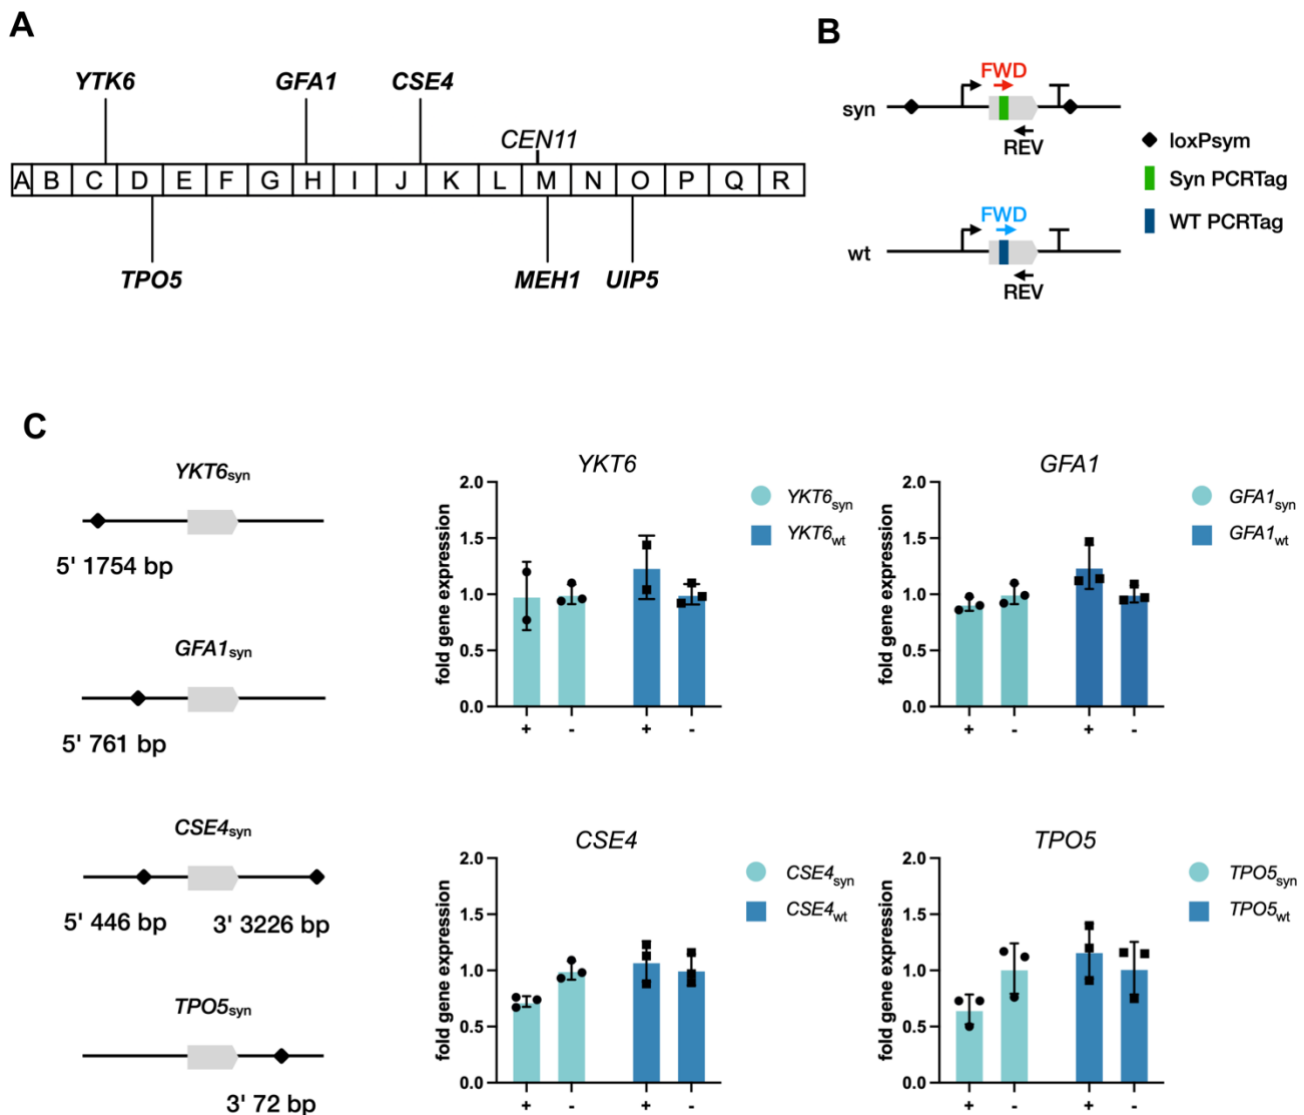 A
YTK6 GFA1 CSE4
CEN11
A B C D E F G H I J K L M N O P Q R
TPO5 MEH1 UIP5
B
FWD
syn
REV
FWD
wt
REV
loxPsym
Syn PCRTag
WT PCRTag
C
YKT6syn
5' 1754 bp
GFA1syn
5' 761 bp
CSE4syn
5' 446 bp 3' 3226 bp
TPO5syn
3' 72 bp
YKT6
fold gene expression
2.0
1.5
1.0
0.5
0.0
+ - + -
YKT6syn
YKT6wt
GFA1
fold gene expression
2.0
1.5
1.0
0.5
0.0
+ - + -
GFA1syn
GFA1wt
CSE4
fold gene expression
2.0
1.5
1.0
0.5
0.0
+ - + -
CSE4syn
CSE4wt
TPO5
fold gene expression
2.0
1.5
1.0
0.5
0.0
+ - + -
TPO5syn
TPO5wt